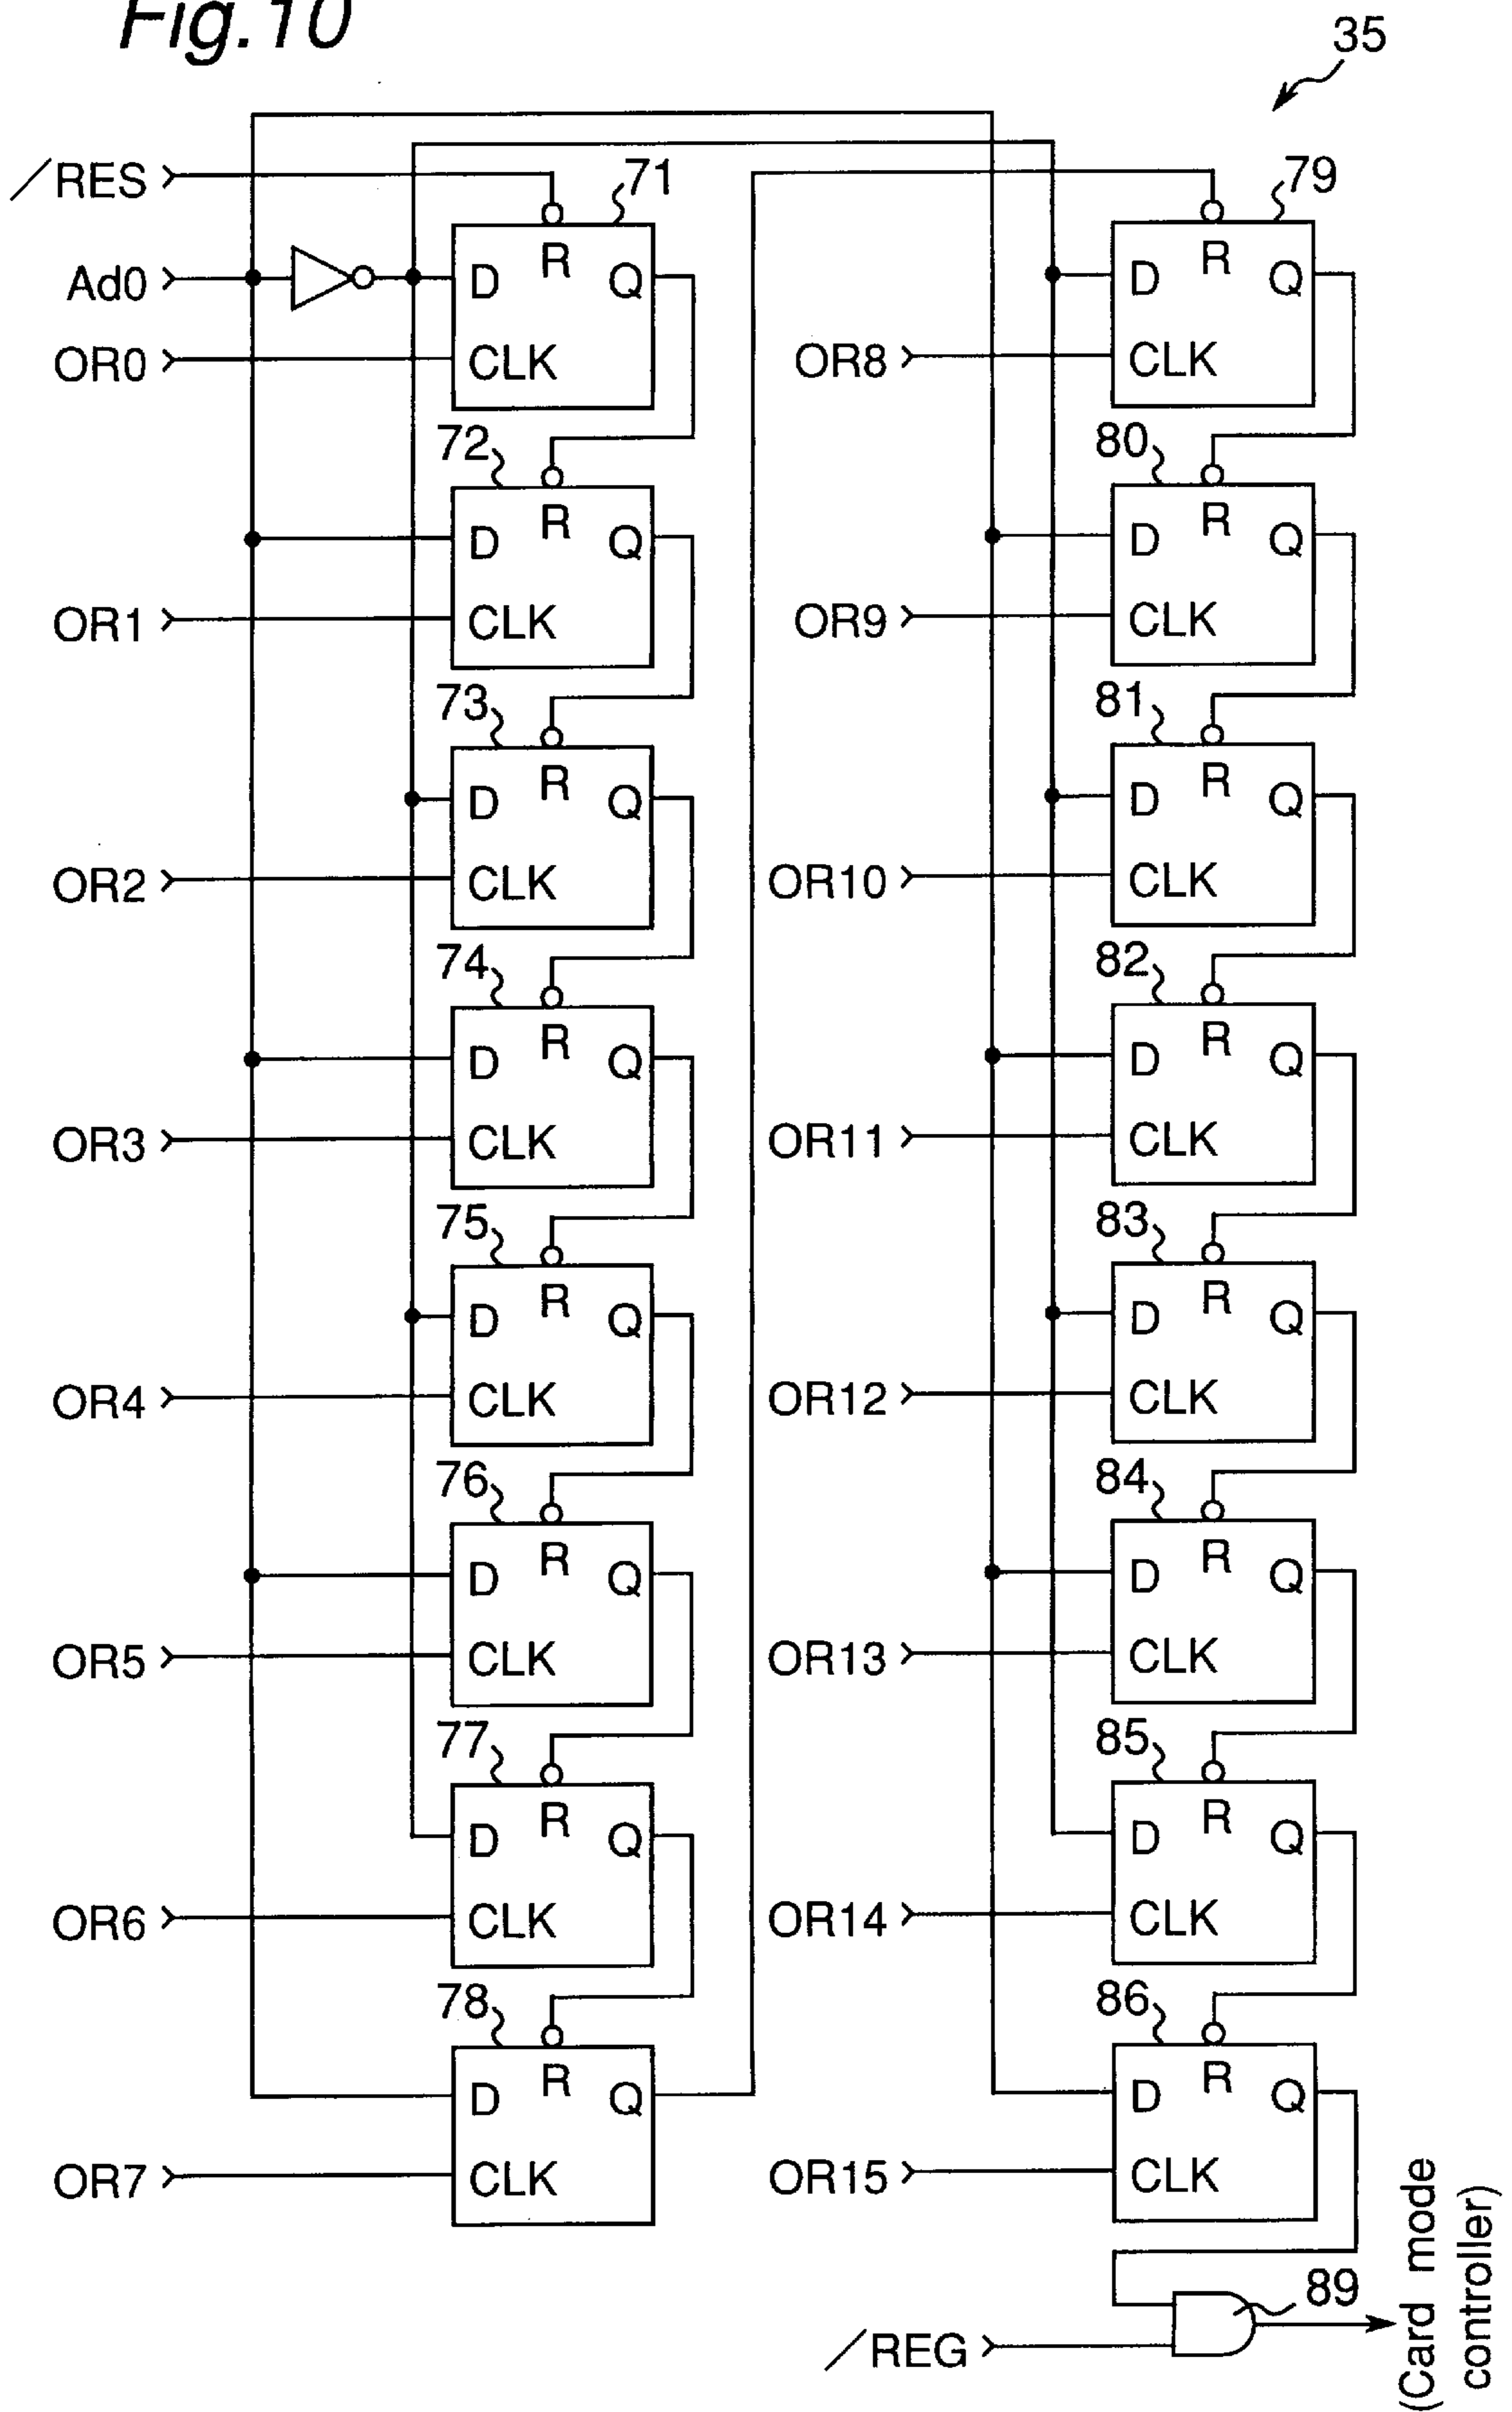 Fig.10
35
/RES
71
79
Ad0
D R Q
D R Q
OR0
CLK
OR8
CLK
72
80
D R Q
D R Q
OR1
CLK
OR9
CLK
73
81
D R Q
D R Q
OR2
CLK
OR10
CLK
74
82
D R Q
D R Q
OR3
CLK
OR11
CLK
75
83
D R Q
D R Q
OR4
CLK
OR12
CLK
76
84
D R Q
D R Q
OR5
CLK
OR13
CLK
77
85
D R Q
D R Q
OR6
CLK
OR14
CLK
78
86
D R Q
D R Q
OR7
CLK
OR15
CLK
89
/REG
(Card mode
controller)